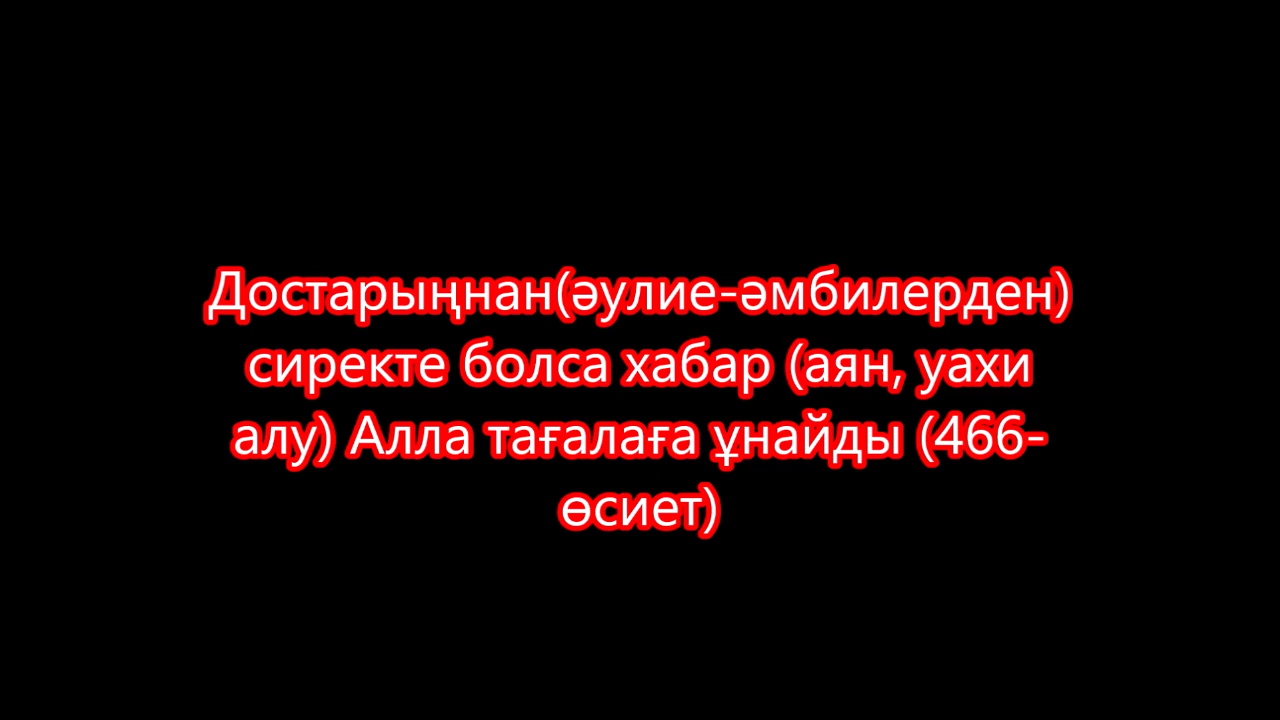 Достарыңнан(әулие-әмбилерден)
сиректе болса хабар (аян, уахи
алу) Алла тағалаға ұнайды (466-
өсиет)